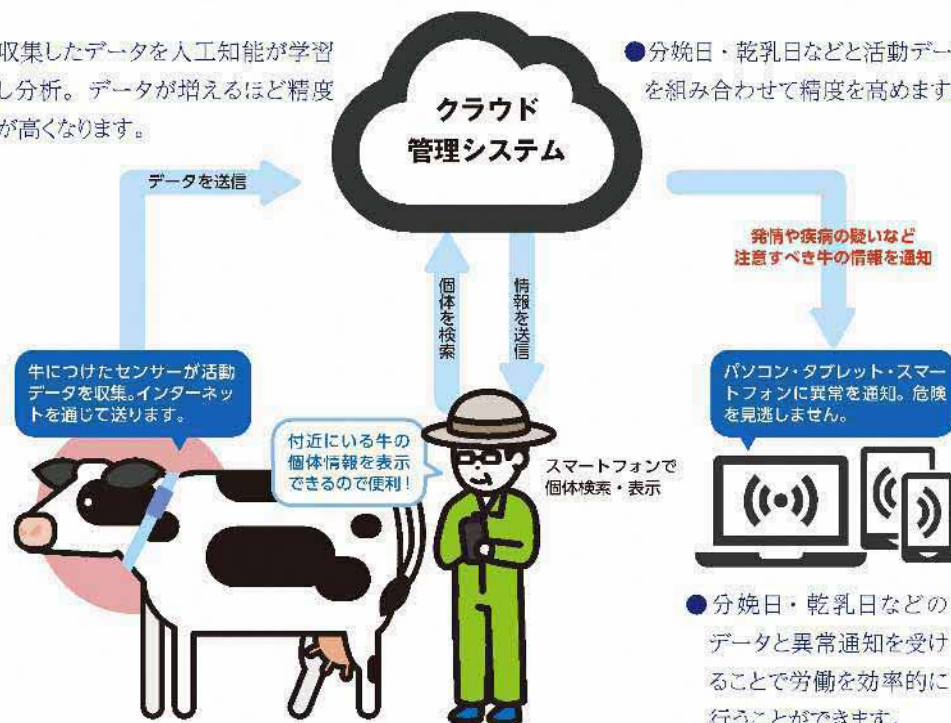 収集したデータを人工知能が学習
し分析。データが増えるほど精度
が高くなります。
●分娩日・乾乳日などと活動デー
を組み合わせて精度を高めます
クラウド
管理システム
データを送信
発情や疾病の疑いなど
注意すべき牛の情報を通知
個体を検索
情報を送信
牛につけたセンサーが活動
データを収集。インターネッ
トを通じて送ります。
パソコン・タブレット・スマー
トフォンに異常を通知。危険
を見逃しません。
付近にいる牛の
個体情報を表示
できるので便利!
スマートフォンで
個体検索・表示
●分娩日・乾乳日などの
データと異常通知を受け
ることで労働を効率的に
行うことができます。